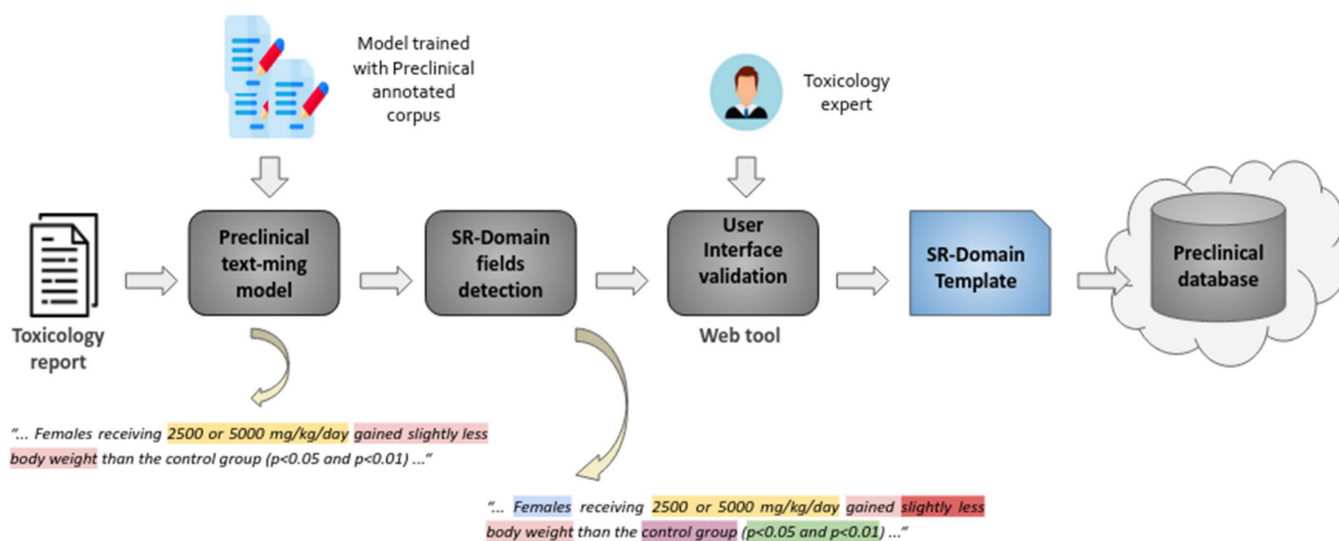 Model trained
with Preclinical
annotated
corpus
Toxicology
expert
Toxicology
report
Preclinical
text-ming
model
SR-Domain
fields
detection
User
Interface
validation
Web tool
SR-Domain
Template
Preclinical
database
"... Females receiving 2500 or 5000 mg/kg/day gained slightly less
body weight than the control group (p<0.05 and p<0.01) ..."
"... Females receiving 2500 or 5000 mg/kg/day gained slightly less
body weight than the control group (p<0.05 and p<0.01) ..."